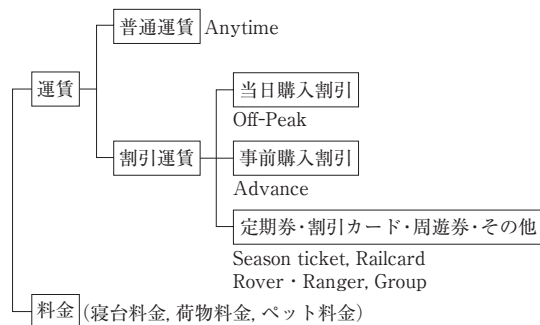 普通運賃 Anytime
運賃
当日購入割引
Off-Peak
割引運賃
事前購入割引
Advance
定期券・割引カード・周遊券・その他
Season ticket, Railcard
Rover・Ranger, Group
料金 (寝台料金, 荷物料金, ペット料金)